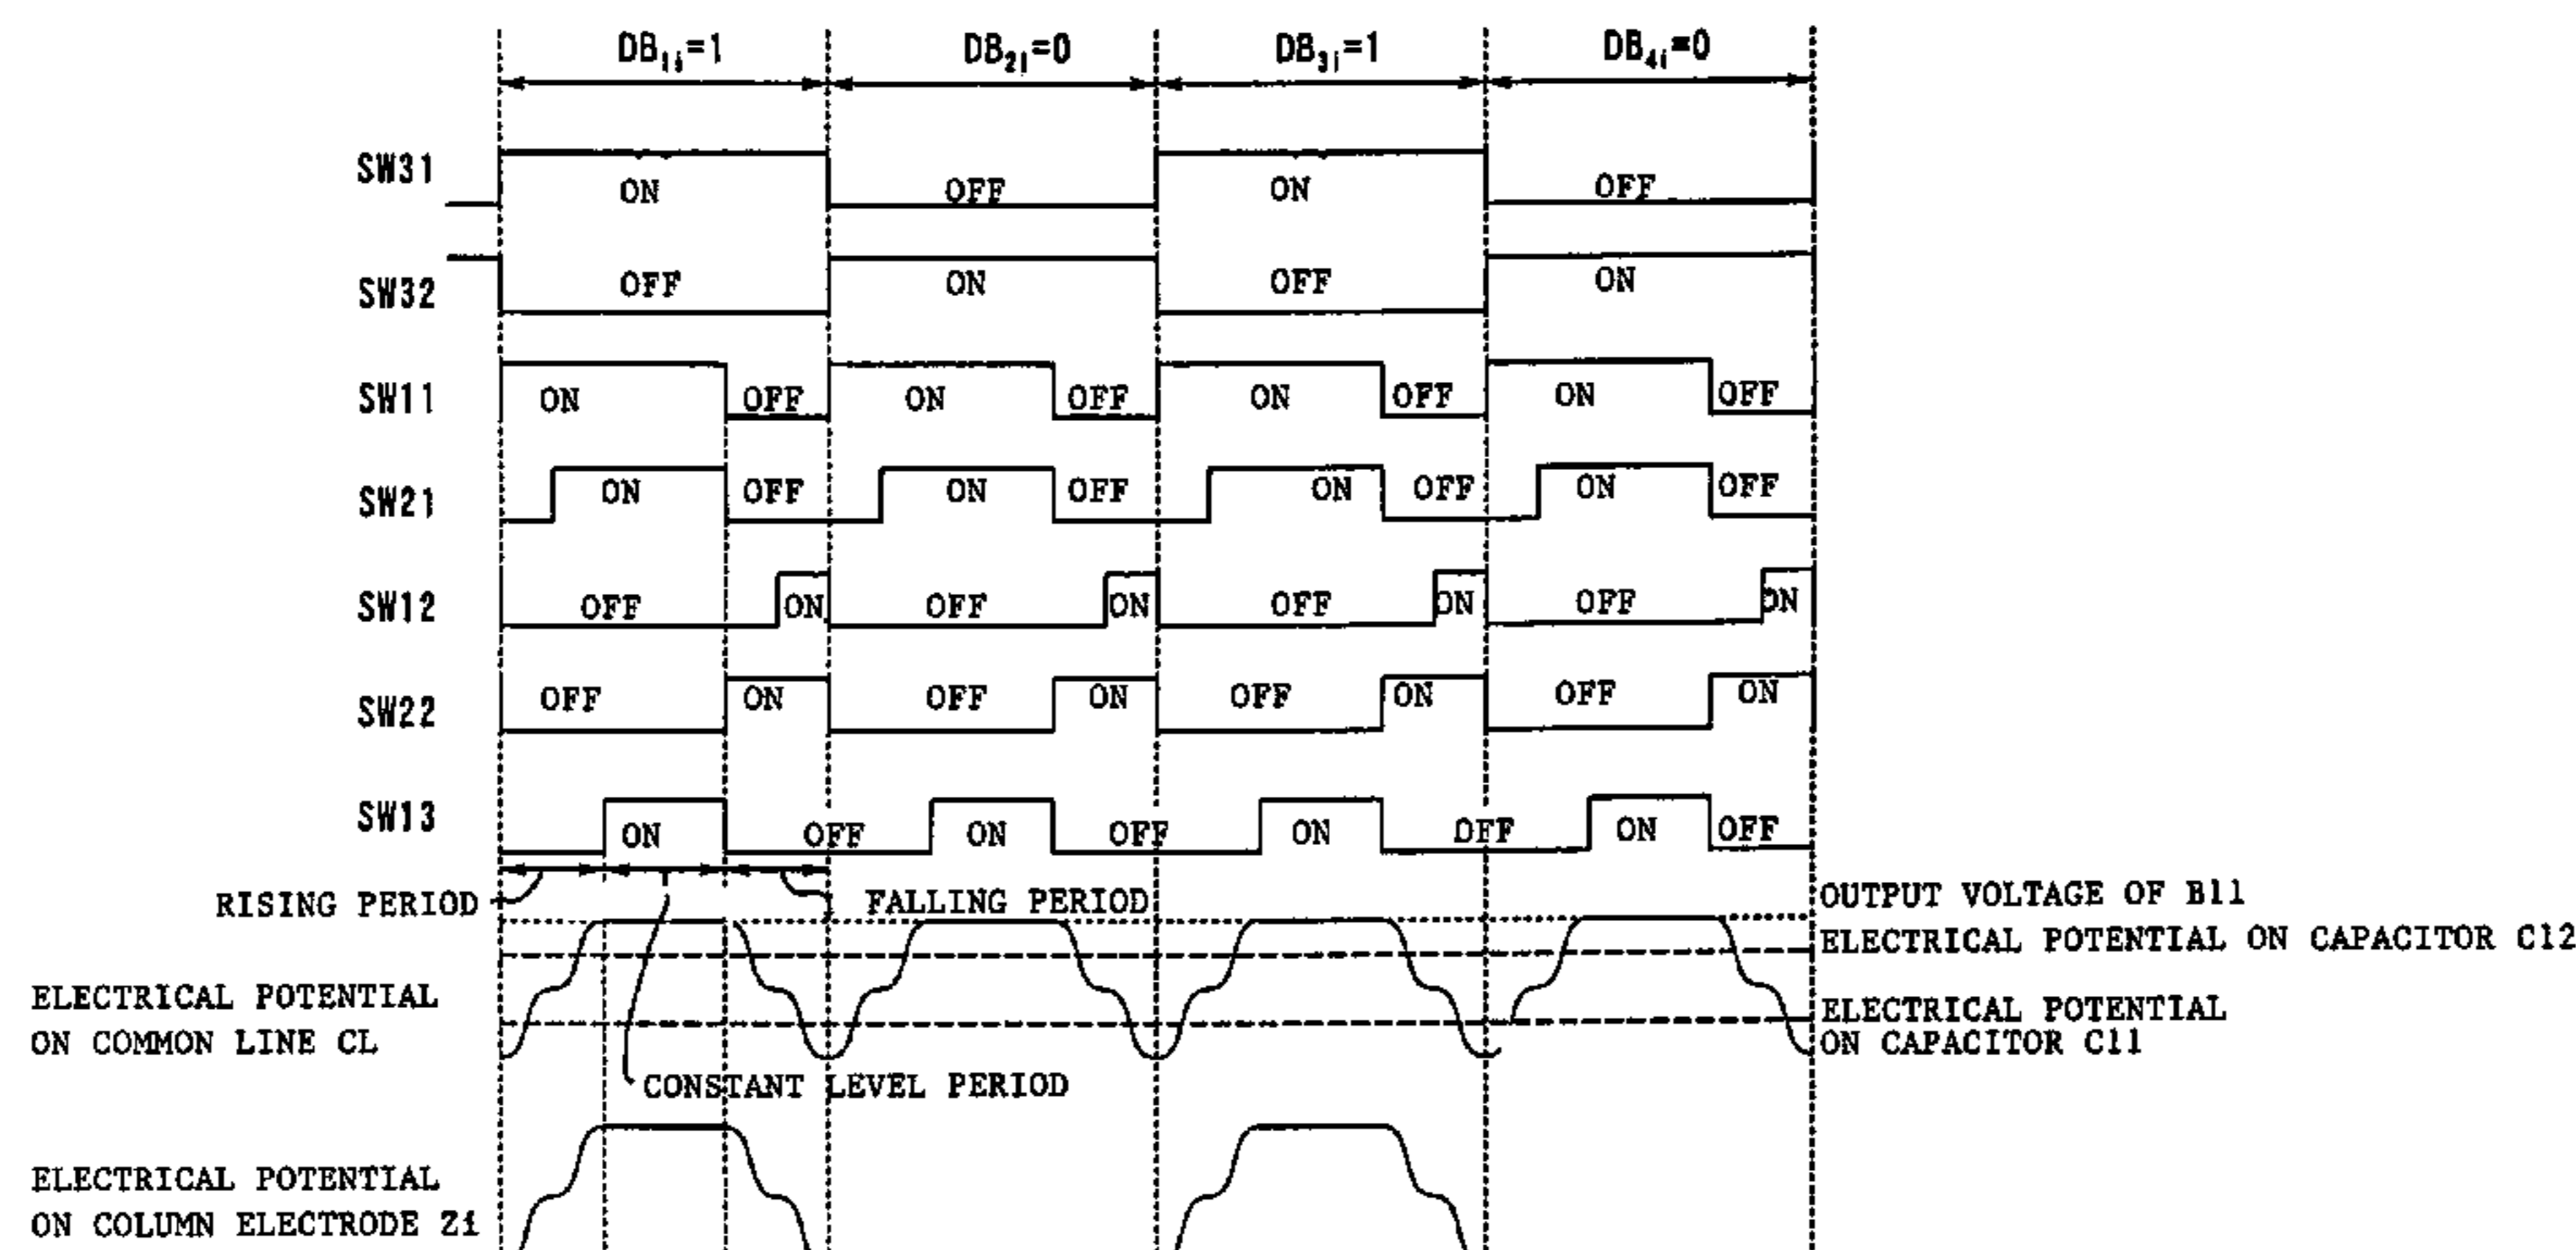 DB1i=1 DB2i=0 DB3i=1 DB4i=0
SW31 ON OFF ON OFF
SW32 OFF ON OFF ON
SW11 ON OFF ON OFF ON OFF ON OFF
SW21 ON OFF ON OFF ON OFF ON OFF
SW12 OFF ON OFF ON OFF ON OFF ON
SW22 OFF ON OFF ON OFF ON OFF ON
SW13 ON OFF ON OFF ON OFF ON OFF
RISING PERIOD FALLING PERIOD
OUTPUT VOLTAGE OF B11
ELECTRICAL POTENTIAL ON CAPACITOR C12
ELECTRICAL POTENTIAL
ON COMMON LINE CL
ELECTRICAL POTENTIAL
ON CAPACITOR C11
CONSTANT LEVEL PERIOD
ELECTRICAL POTENTIAL
ON COLUMN ELECTRODE Zi